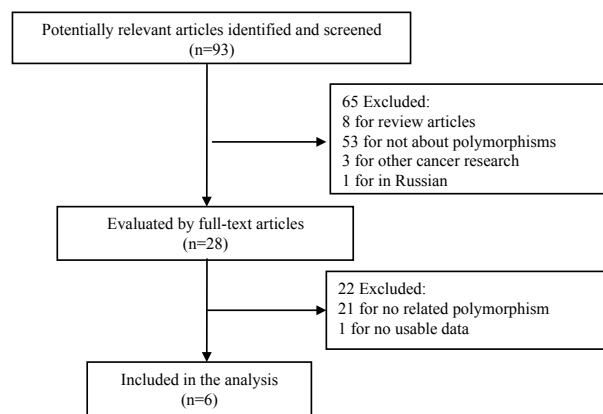 Potentially relevant articles identified and screened
(n=93)
65 Excluded:
8 for review articles
53 for not about polymorphisms
3 for other cancer research
1 for in Russian
Evaluated by full-text articles
(n=28)
22 Excluded:
21 for no related polymorphism
1 for no usable data
Included in the analysis
(n=6)